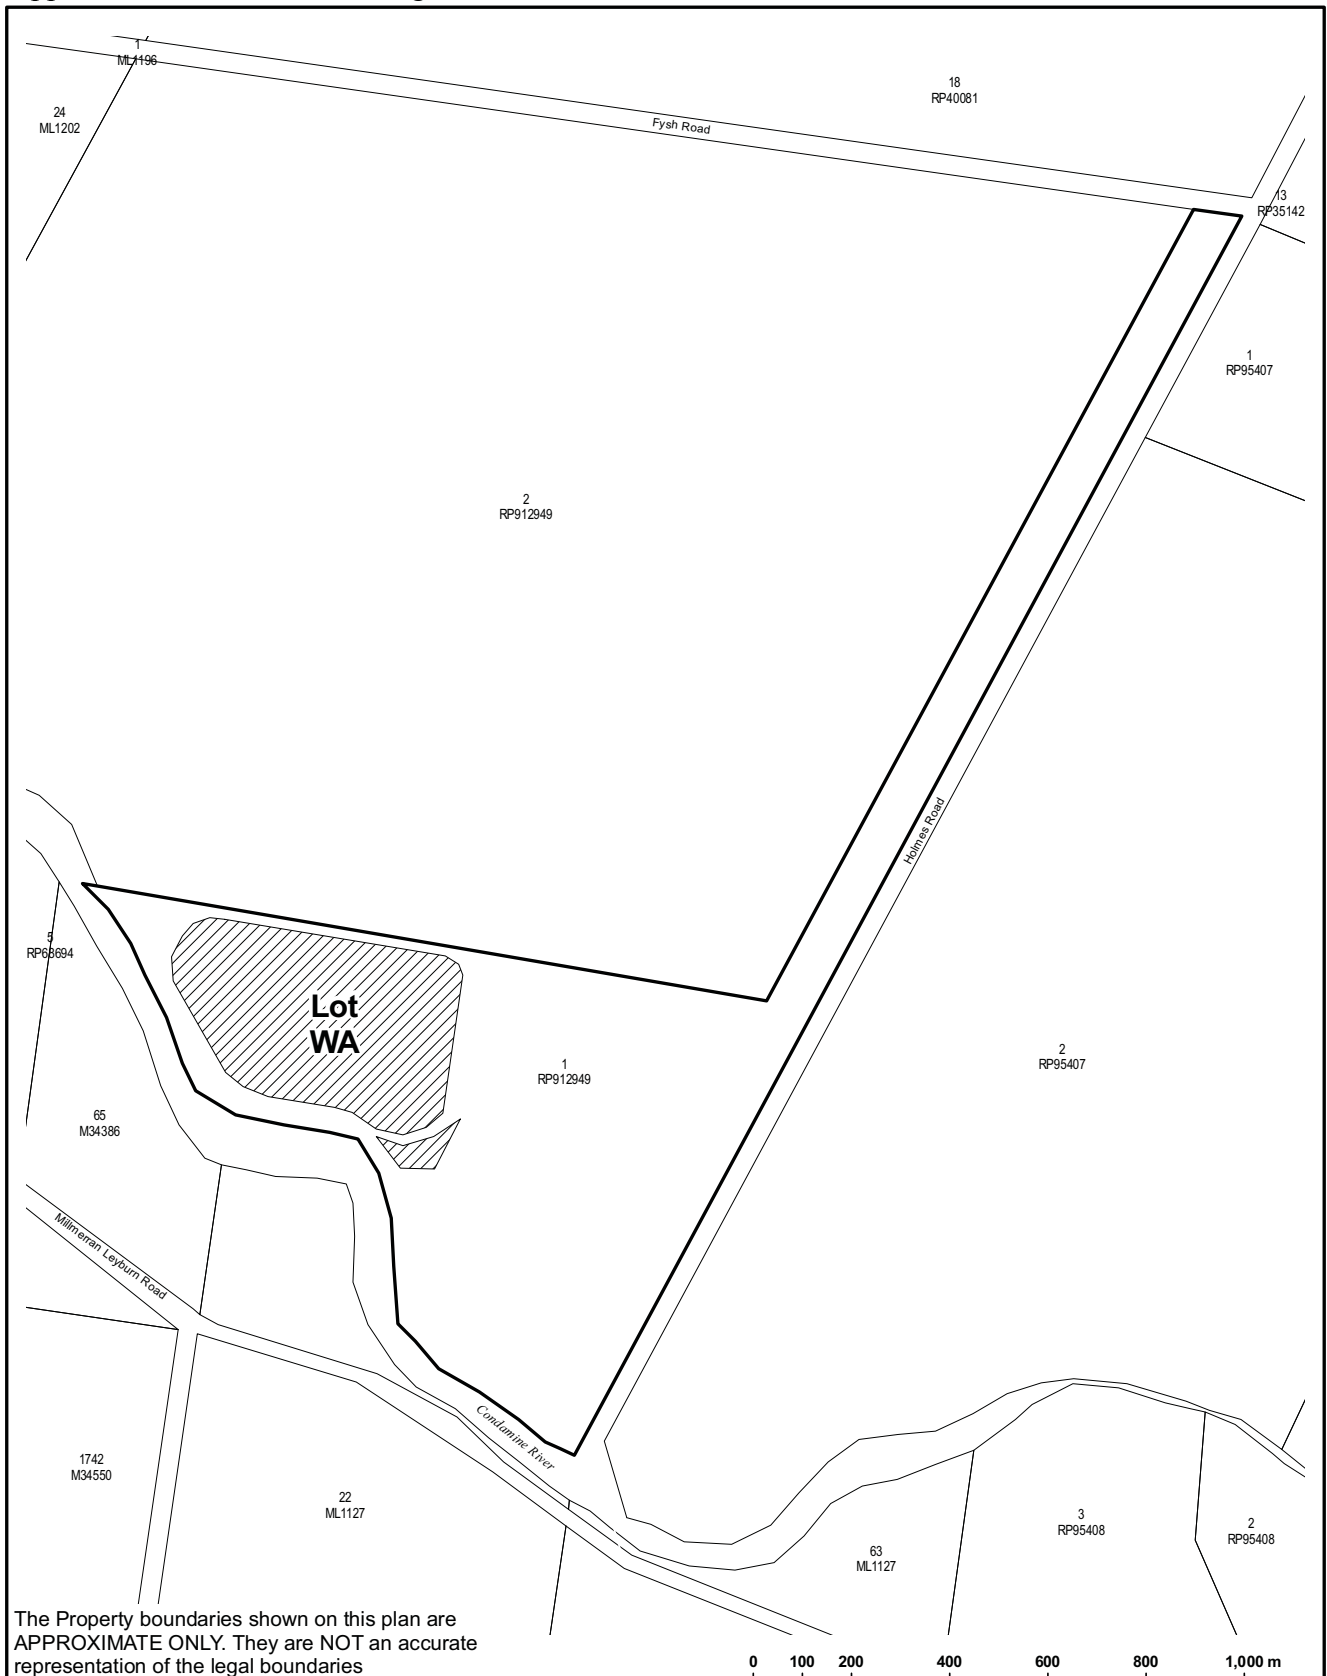 1
ML1196
18
RP40081
24
ML1202
Fysh Road
13
RP35142
1
RP95407
2
RP912949
Holmes Road
5
RP68694
Lot
WA
1
RP912949
2
RP95407
65
M34386
Millmerran Leyburn Road
Condamine River
1742
M34550
22
ML1127
3
RP95408
2
RP95408
63
ML1127
The Property boundaries shown on this plan are
APPROXIMATE ONLY. They are NOT an accurate
representation of the legal boundaries
0 100 200 400 600 800 1,000 m